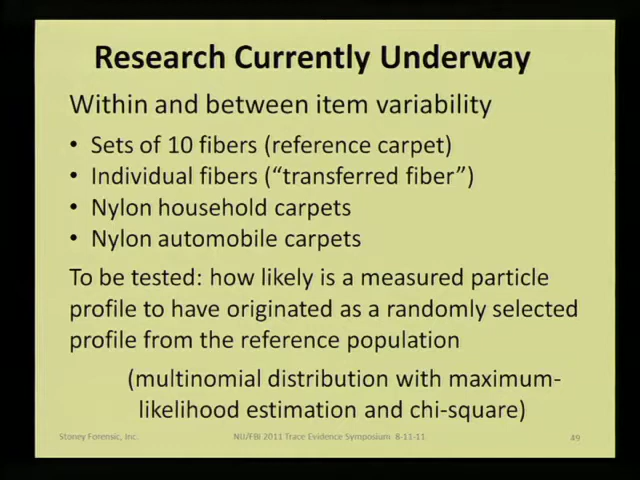 Research Currently Underway
Within and between item variability
• Sets of 10 fibers (reference carpet)
• Individual fibers (“transferred fiber”)
• Nylon household carpets
• Nylon automobile carpets
To be tested: how likely is a measured particle
profile to have originated as a randomly selected
profile from the reference population
(multinomial distribution with maximum-
likelihood estimation and chi-square)
Stoney Forensic, Inc. NIJ/FBI 2011 Trace Evidence Symposium 8-11-11 49